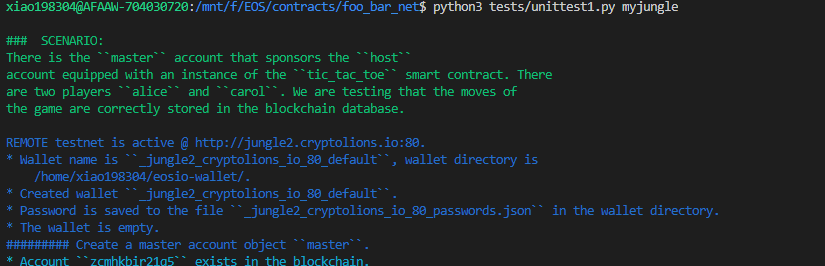 xiao198304@AFAAW-704030720:/mnt/f/EOS/contracts/foo_bar_net$ python3 tests/unittest1.py myjungle
###  SCENARIO:
There is the ``master`` account that sponsors the ``host``
account equipped with an instance of the ``tic_tac_toe`` smart contract. There
are two players ``alice`` and ``carol``. We are testing that the moves of
the game are correctly stored in the blockchain database.
REMOTE testnet is active @ http://jungle2.cryptolions.io:80.
* Wallet name is ``_jungle2_cryptolions_io_80_default``, wallet directory is
/home/xiao198304/eosio-wallet/.
* Created wallet ``_jungle2_cryptolions_io_80_default``.
* Password is saved to the file ``_jungle2_cryptolions_io_80_passwords.json`` in the wallet directory.
* The wallet is empty.
######### Create a master account object ``master``.
* Account ``zcmhkbjr21g5`` exists in the blockchain.